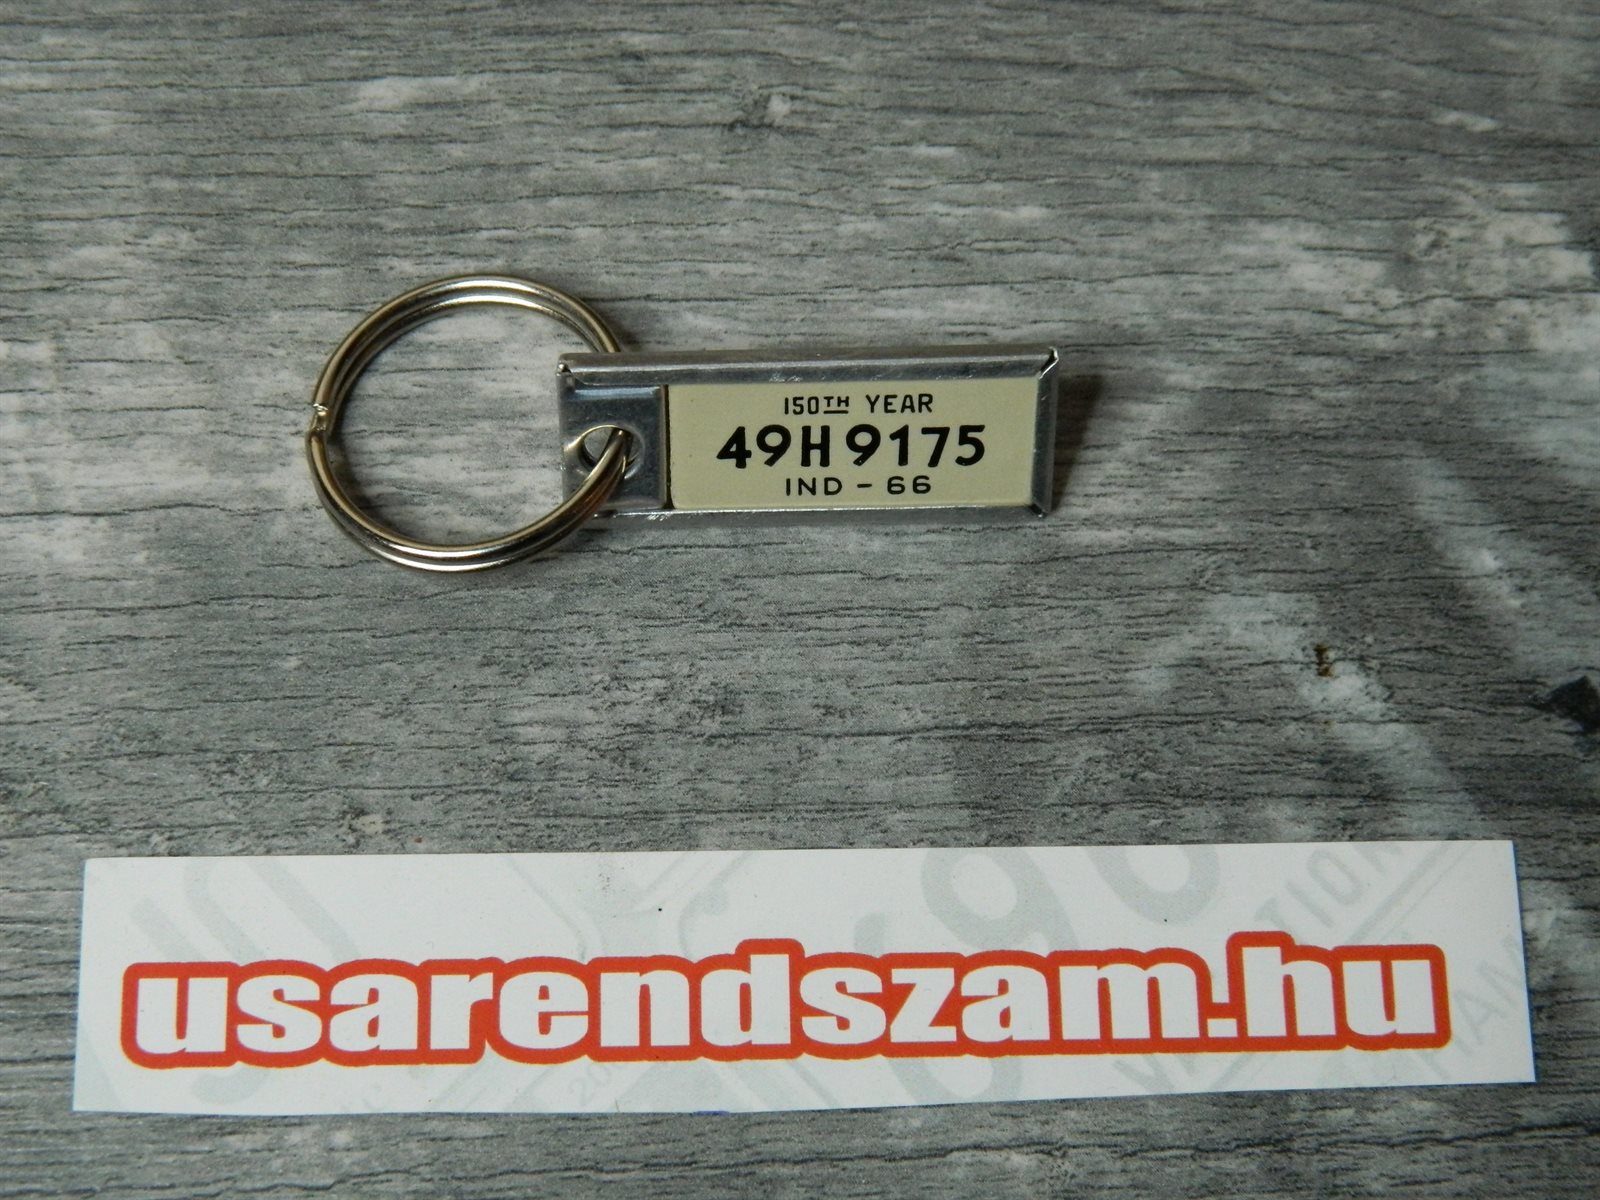 150TH YEAR
49H9175
IND - 66
usarendszam.hu